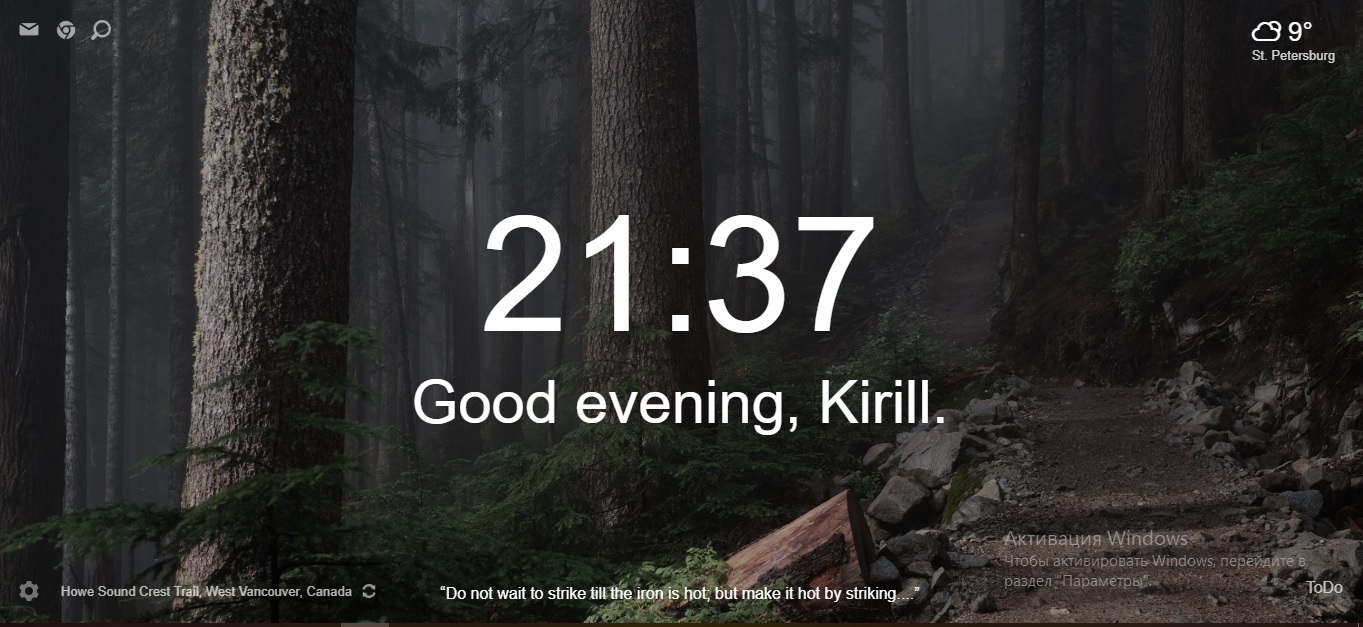 9°
St. Petersburg
21:37
Good evening, Kirill.
Активация Windows
Чтобы активировать Windows, перейдите в
раздел "Параметры".
Howe Sound Crest Trail, West Vancouver, Canada
“Do not wait to strike till the iron is hot; but make it hot by striking....”
ToDo